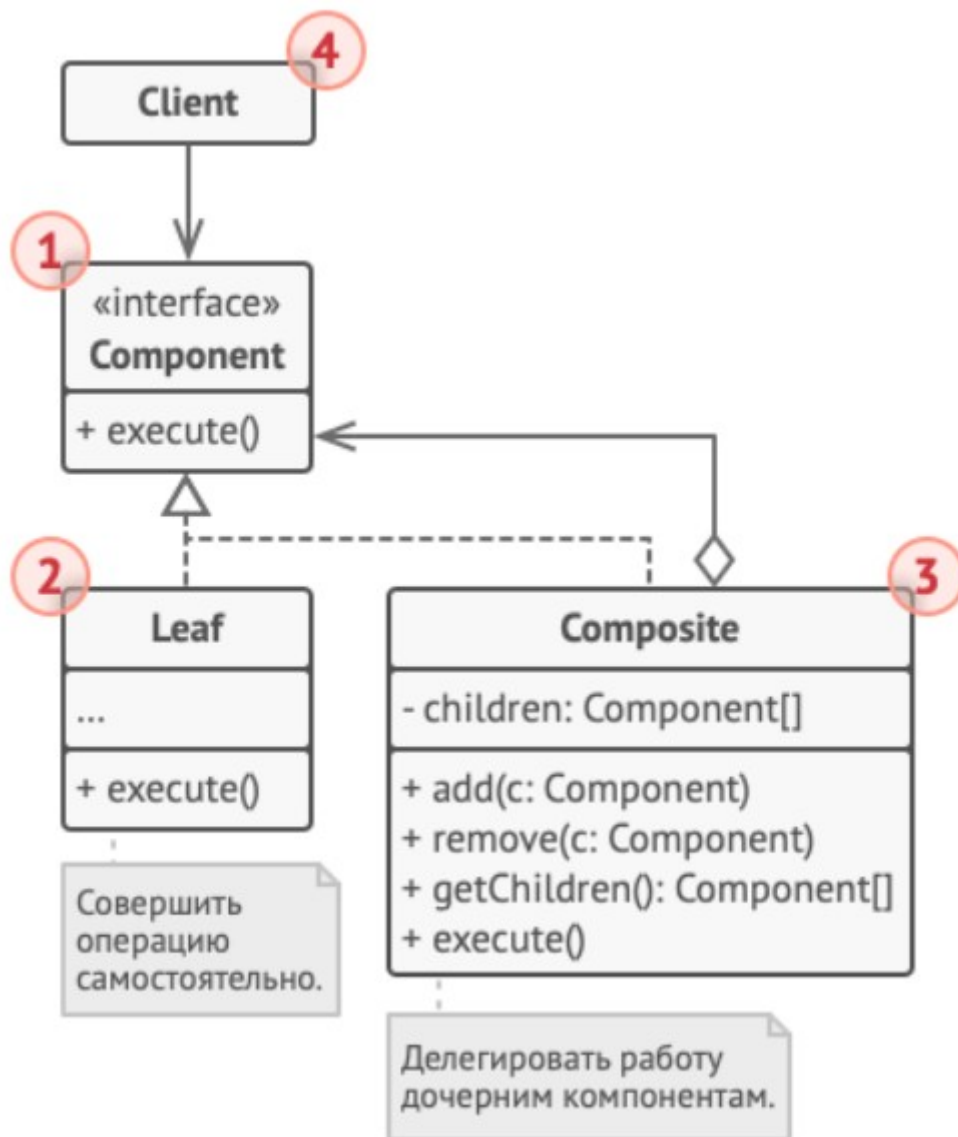 4
Client
1
«interface»
Component
+ execute()
2
Leaf
...
+ execute()
Совершить
операцию
самостоятельно.
3
Composite
- children: Component[]
+ add(c: Component)
+ remove(c: Component)
+ getChildren(): Component[]
+ execute()
Делегировать работу
дочерним компонентам.